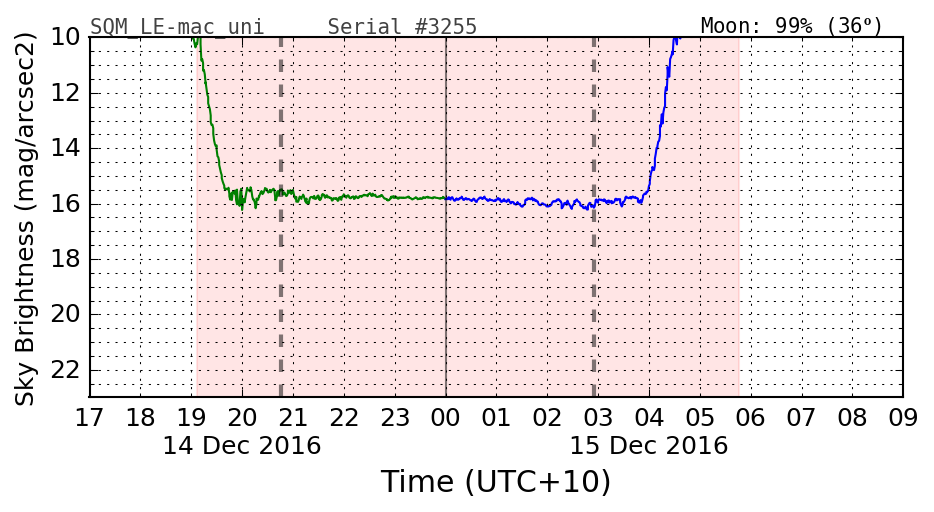 SQM_LE-mac_uni Serial #3255 Moon: 99% (36°)
Sky Brightness (mag/arcsec2)
10
12
14
16
18
20
22
17 18 19 20 21 22 23 00 01 02 03 04 05 06 07 08 09
14 Dec 2016 15 Dec 2016
Time (UTC+10)